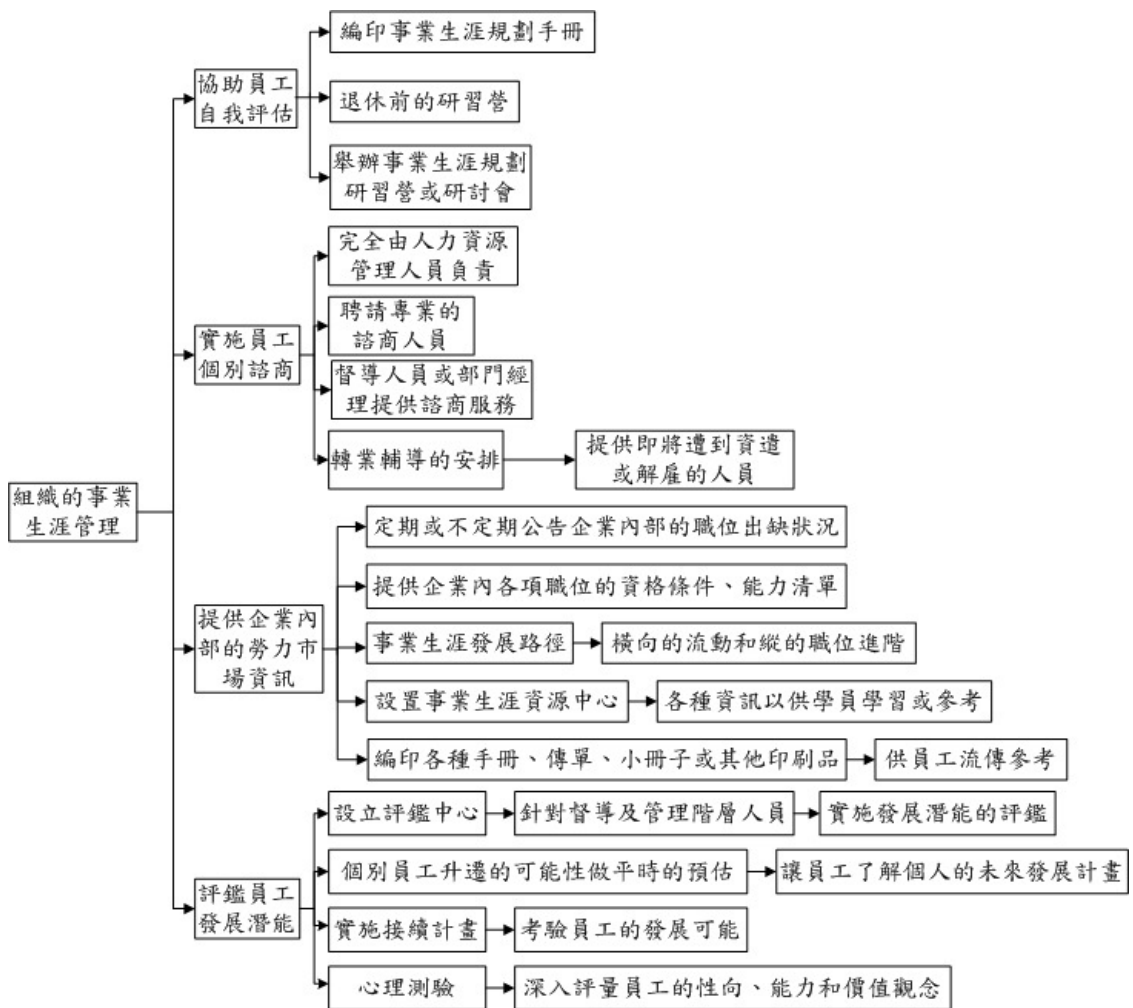 組織的事業
生涯管理
協助員工
自我評估
編印事業生涯規劃手冊
退休前的研習營
舉辦事業生涯規劃
研習營或研討會
實施員工
個別諮商
完全由人力資源
管理人員負責
聘請專業的
諮商人員
督導人員或部門經
理提供諮商服務
轉業輔導的安排
提供即將遭到資遣
或解雇的人員
提供企業內
部的勞力市
場資訊
定期或不定期公告企業內部的職位出缺狀況
提供企業內各項職位的資格條件、能力清單
事業生涯發展路徑
橫向的流動和縱的職位進階
設置事業生涯資源中心
各種資訊以供學員學習或參考
編印各種手冊、傳單、小冊子或其他印刷品
供員工流傳參考
評鑑員工
發展潛能
設立評鑑中心
針對督導及管理階層人員
實施發展潛能的評鑑
個別員工升遷的可能性做平時的預估
讓員工了解個人的未來發展計畫
實施接續計畫
考驗員工的發展可能
心理測驗
深入評量員工的性向、能力和價值觀念